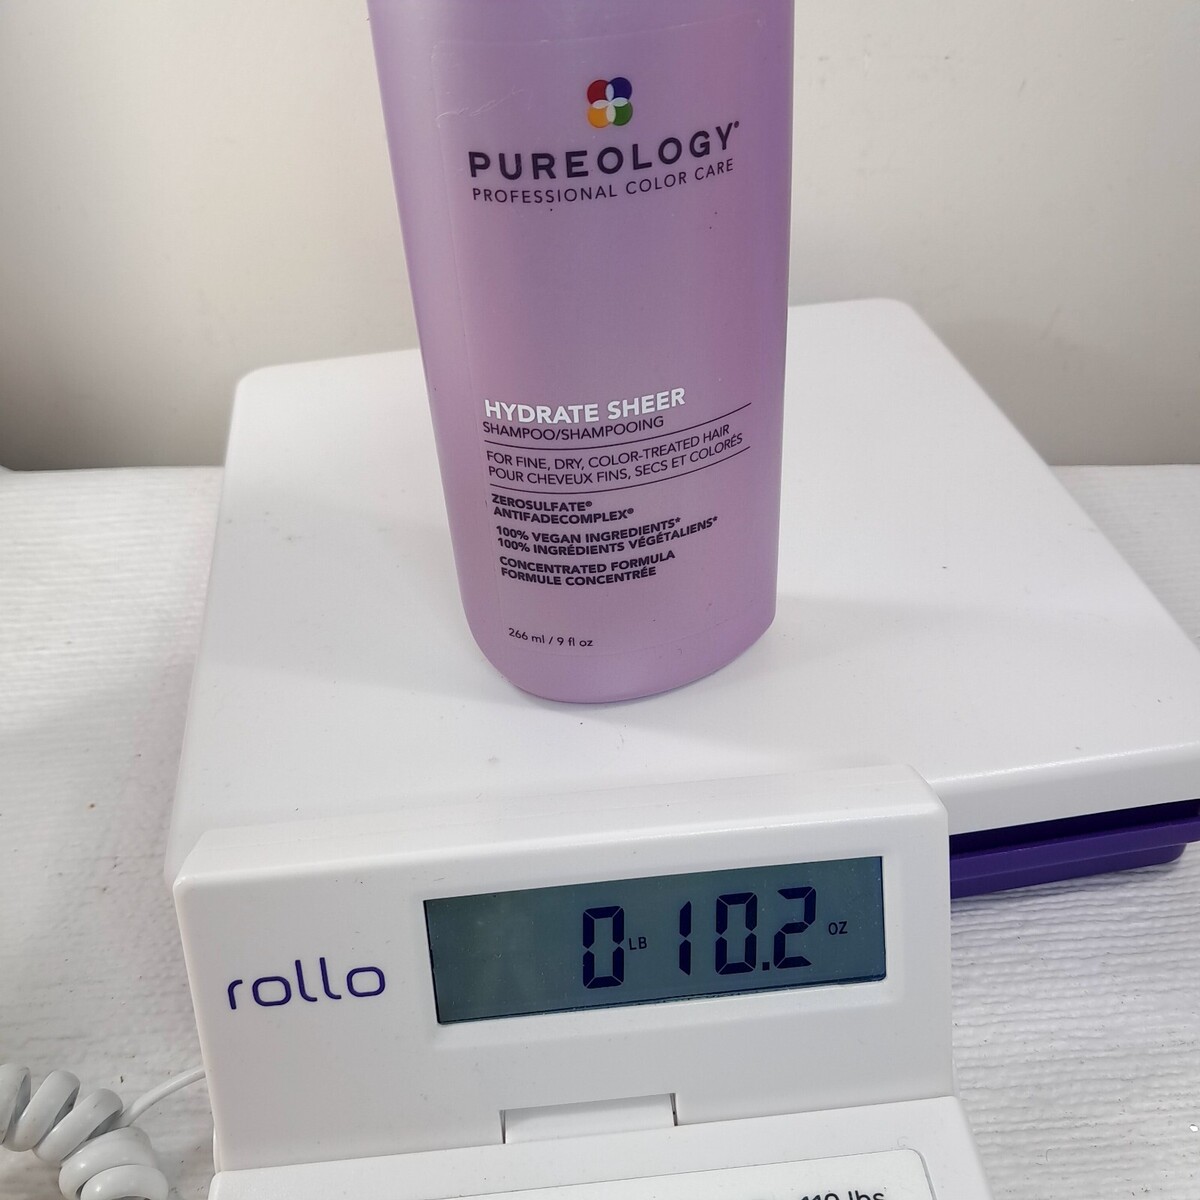 PUREOLOGY®
PROFESSIONAL COLOR CARE
HYDRATE SHEER
SHAMPOO/SHAMPOOING
FOR FINE, DRY, COLOR-TREATED HAIR
POUR CHEVEUX FINS, SECS ET COLORÉS
ZEROSULFATE®
ANTIFADECOMPLEX®
100% VEGAN INGREDIENTS*
100% INGRÉDIENTS VÉGÉTALIENS*
CONCENTRATED FORMULA
FORMULE CONCENTRÉE
266 ml / 9 fl oz
rollo
0 LB 10.2 OZ
110 lbs